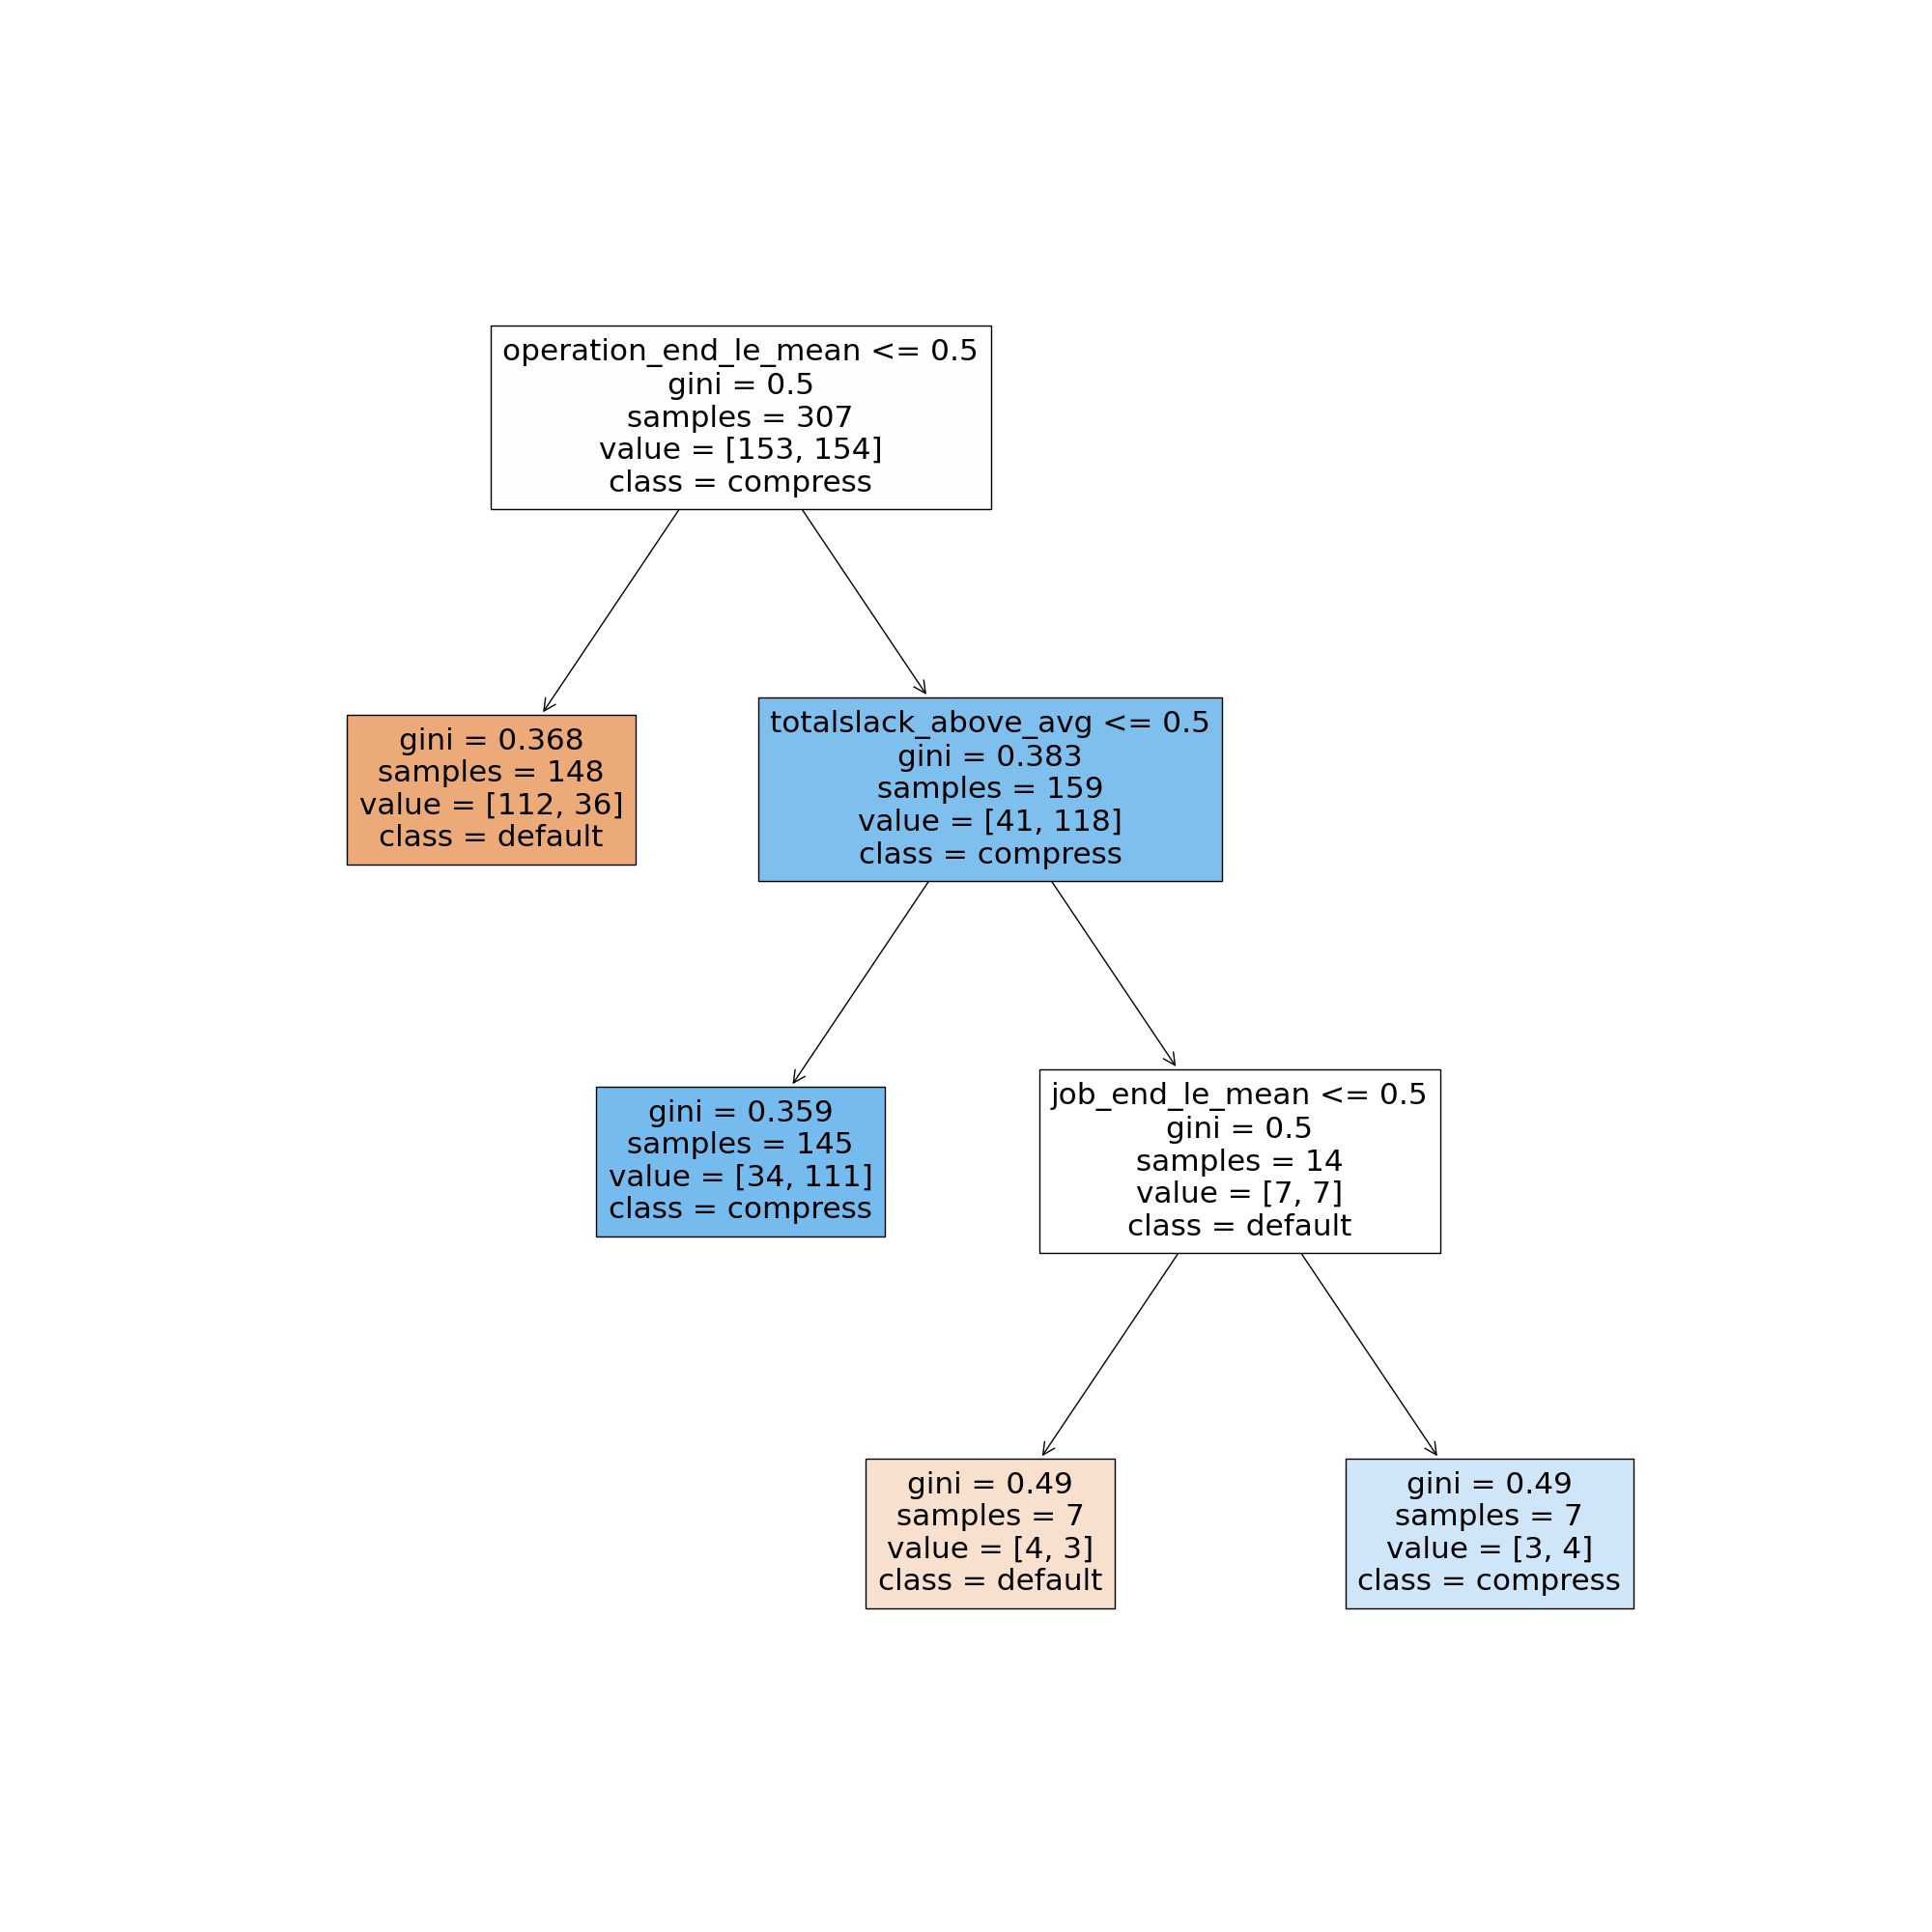 operation_end_le_mean <= 0.5
gini = 0.5
samples = 307
value = [153, 154]
class = compress
gini = 0.368
samples = 148
value = [112, 36]
class = default
totalslack_above_avg <= 0.5
gini = 0.383
samples = 159
value = [41, 118]
class = compress
gini = 0.359
samples = 145
value = [34, 111]
class = compress
job_end_le_mean <= 0.5
gini = 0.5
samples = 14
value = [7, 7]
class = default
gini = 0.49
samples = 7
value = [4, 3]
class = default
gini = 0.49
samples = 7
value = [3, 4]
class = compress